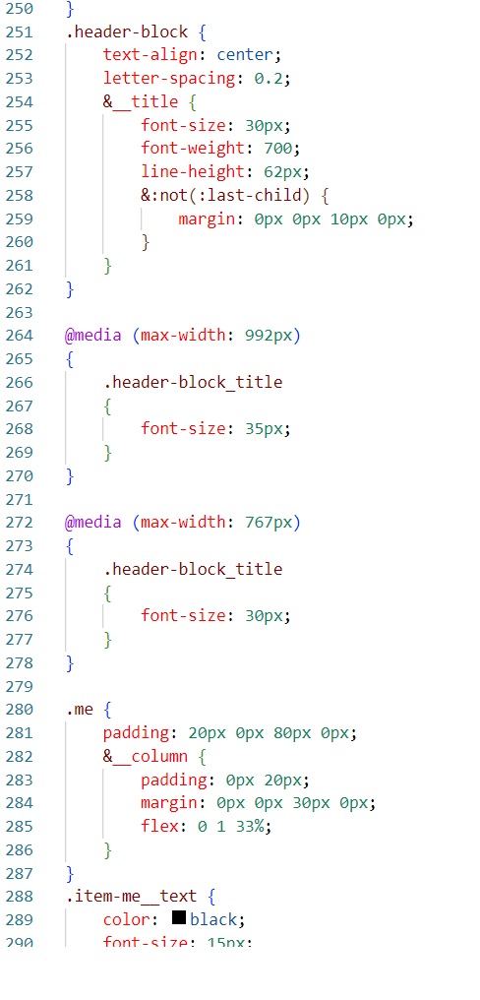 250 }
251 .header-block {
252 text-align: center;
253 letter-spacing: 0.2;
254 &__title {
255 font-size: 30px;
256 font-weight: 700;
257 line-height: 62px;
258 &:not(:last-child) {
259 margin: 0px 0px 10px 0px;
260 }
261 }
262 }
263
264 @media (max-width: 992px)
265 {
266 .header-block_title
267 {
268 font-size: 35px;
269 }
270 }
271
272 @media (max-width: 767px)
273 {
274 .header-block_title
275 {
276 font-size: 30px;
277 }
278 }
279
280 .me {
281 padding: 20px 0px 80px 0px;
282 &__column {
283 padding: 0px 20px;
284 margin: 0px 0px 30px 0px;
285 flex: 0 1 33%;
286 }
287 }
288 .item-me__text {
289 color: black;
290 font-size: 15px;